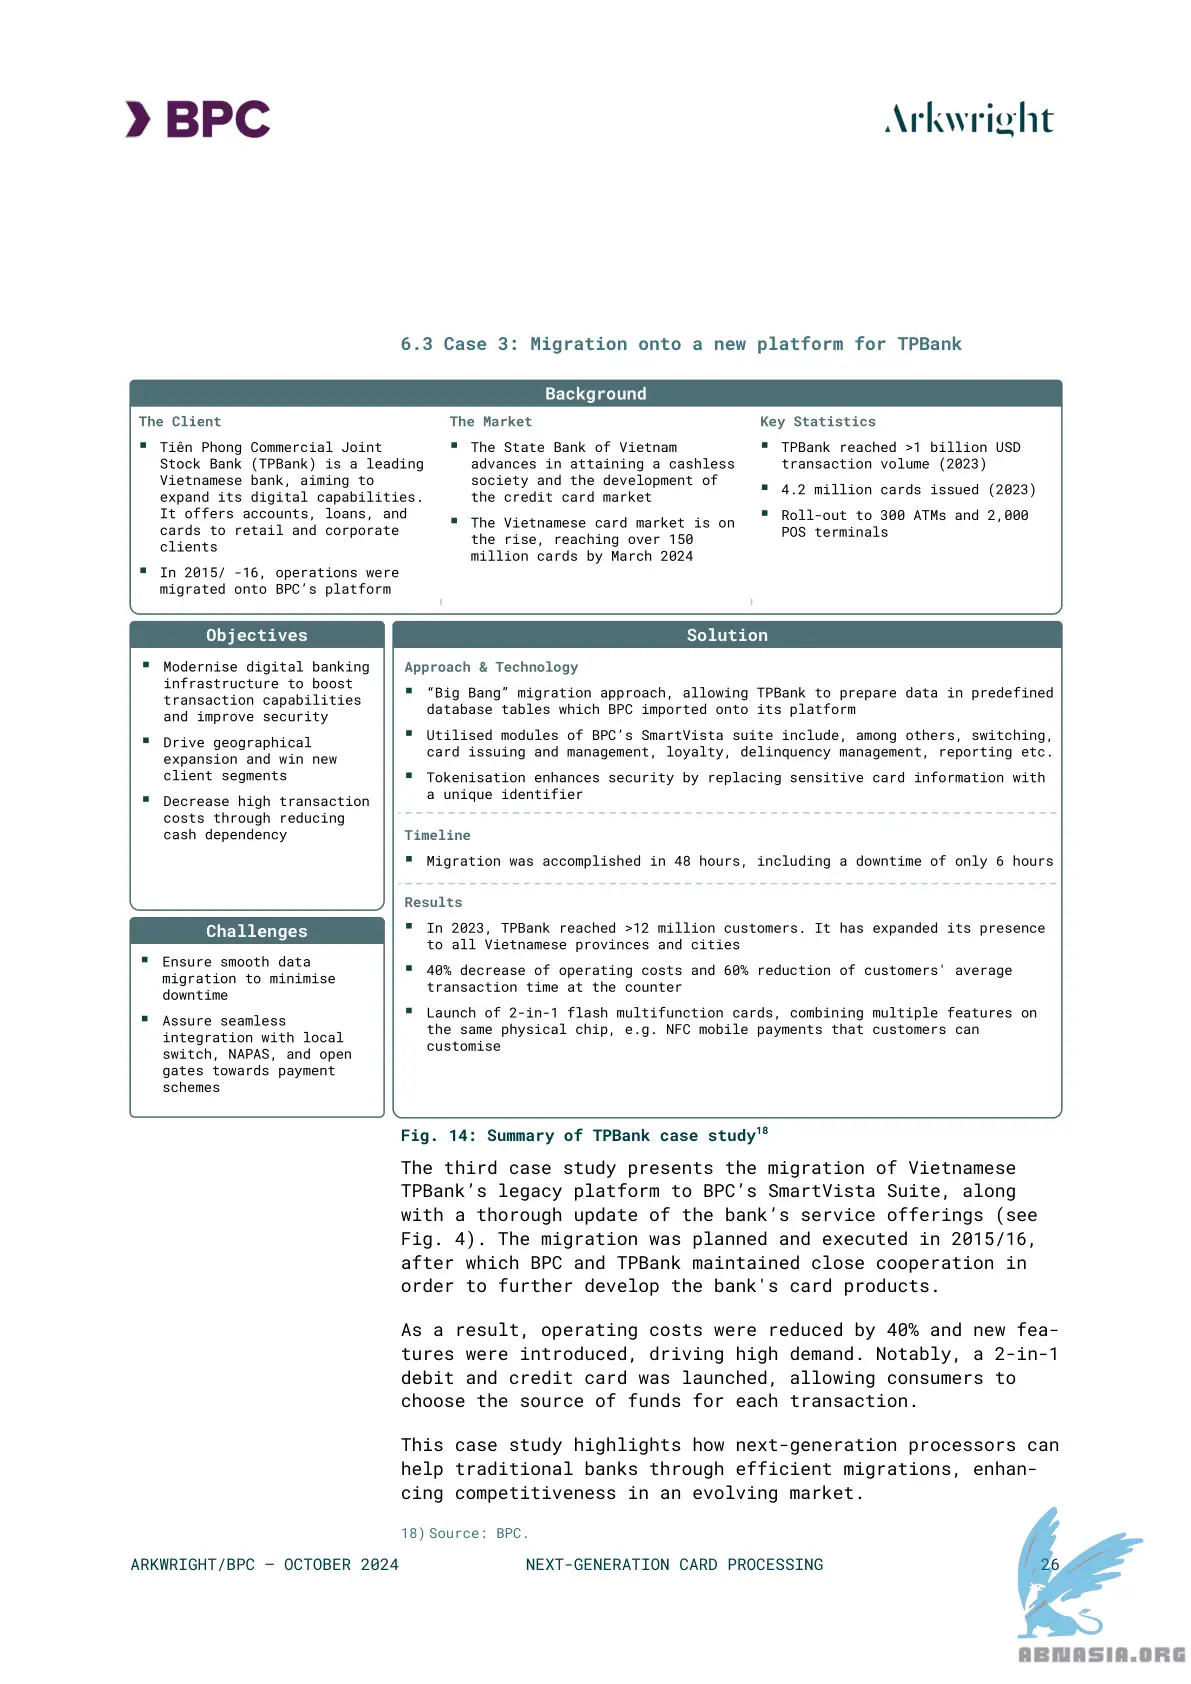 BPC
Arkwright
6.3 Case 3: Migration onto a new platform for TPBank
Background
The Client
▪ Tiên Phong Commercial Joint
Stock Bank (TPBank) is a leading
Vietnamese bank, aiming to
expand its digital capabilities.
It offers accounts, loans, and
cards to retail and corporate
clients
▪ In 2015/ -16, operations were
migrated onto BPC’s platform
The Market
▪ The State Bank of Vietnam
advances in attaining a cashless
society and the development of
the credit card market
▪ The Vietnamese card market is on
the rise, reaching over 150
million cards by March 2024
Key Statistics
▪ TPBank reached >1 billion USD
transaction volume (2023)
▪ 4.2 million cards issued (2023)
▪ Roll-out to 300 ATMs and 2,000
POS terminals
Objectives
▪ Modernise digital banking
infrastructure to boost
transaction capabilities
and improve security
▪ Drive geographical
expansion and win new
client segments
▪ Decrease high transaction
costs through reducing
cash dependency
Challenges
▪ Ensure smooth data
migration to minimise
downtime
▪ Assure seamless
integration with local
switch, NAPAS, and open
gates towards payment
schemes
Solution
Approach & Technology
▪ “Big Bang” migration approach, allowing TPBank to prepare data in predefined
database tables which BPC imported onto its platform
▪ Utilised modules of BPC’s SmartVista suite include, among others, switching,
card issuing and management, loyalty, delinquency management, reporting etc.
▪ Tokenisation enhances security by replacing sensitive card information with
a unique identifier
Timeline
▪ Migration was accomplished in 48 hours, including a downtime of only 6 hours
Results
▪ In 2023, TPBank reached >12 million customers. It has expanded its presence
to all Vietnamese provinces and cities
▪ 40% decrease of operating costs and 60% reduction of customers' average
transaction time at the counter
▪ Launch of 2-in-1 flash multifunction cards, combining multiple features on
the same physical chip, e.g. NFC mobile payments that customers can
customise
Fig. 14: Summary of TPBank case study18
The third case study presents the migration of Vietnamese
TPBank’s legacy platform to BPC’s SmartVista Suite, along
with a thorough update of the bank’s service offerings (see
Fig. 4). The migration was planned and executed in 2015/16,
after which BPC and TPBank maintained close cooperation in
order to further develop the bank's card products.
As a result, operating costs were reduced by 40% and new fea-
tures were introduced, driving high demand. Notably, a 2-in-1
debit and credit card was launched, allowing consumers to
choose the source of funds for each transaction.
This case study highlights how next-generation processors can
help traditional banks through efficient migrations, enhan-
cing competitiveness in an evolving market.
18) Source: BPC.
ARKWRIGHT/BPC — OCTOBER 2024 NEXT-GENERATION CARD PROCESSING 26
ABNASIA.ORG